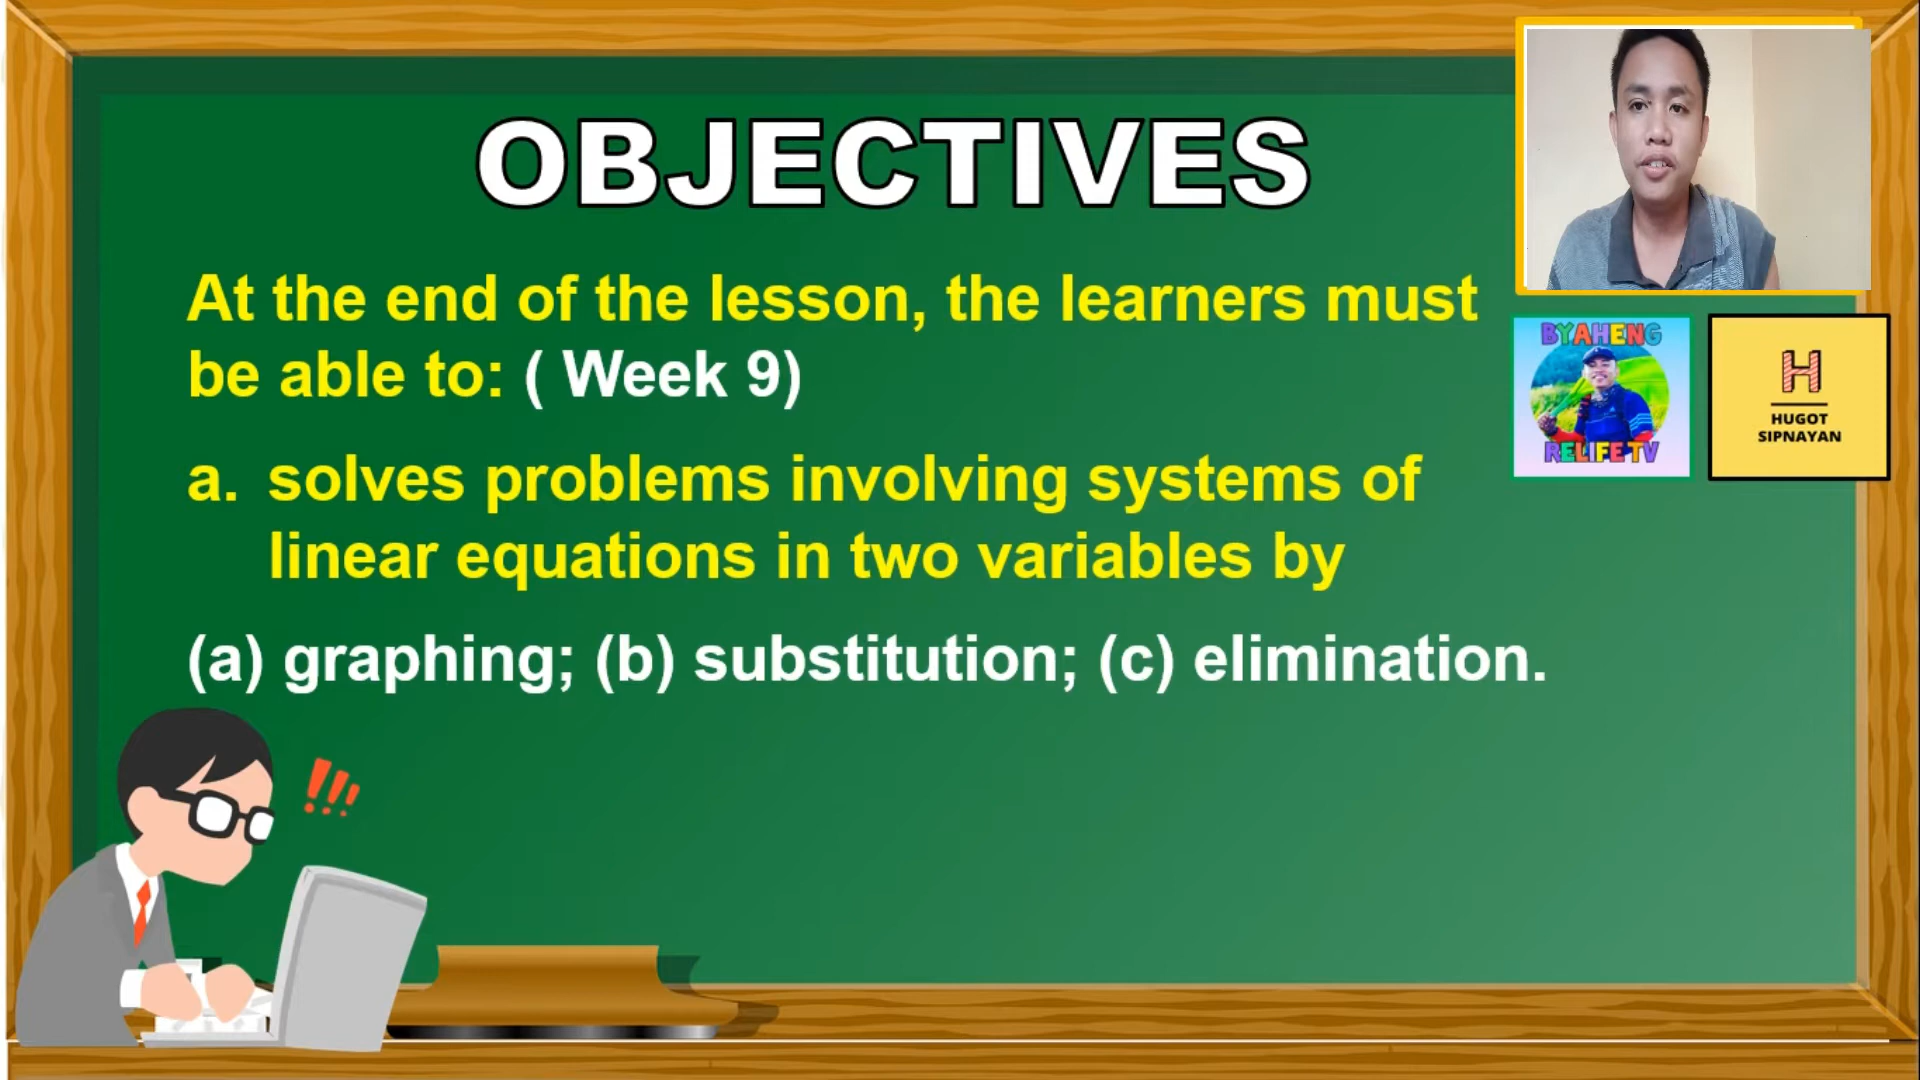 OBJECTIVES
At the end of the lesson, the learners must
be able to: ( Week 9)
a. solves problems involving systems of
linear equations in two variables by
(a) graphing; (b) substitution; (c) elimination.
BYAHENG
RELIFE TV
H
HUGOT
SIPNAYAN
!!!